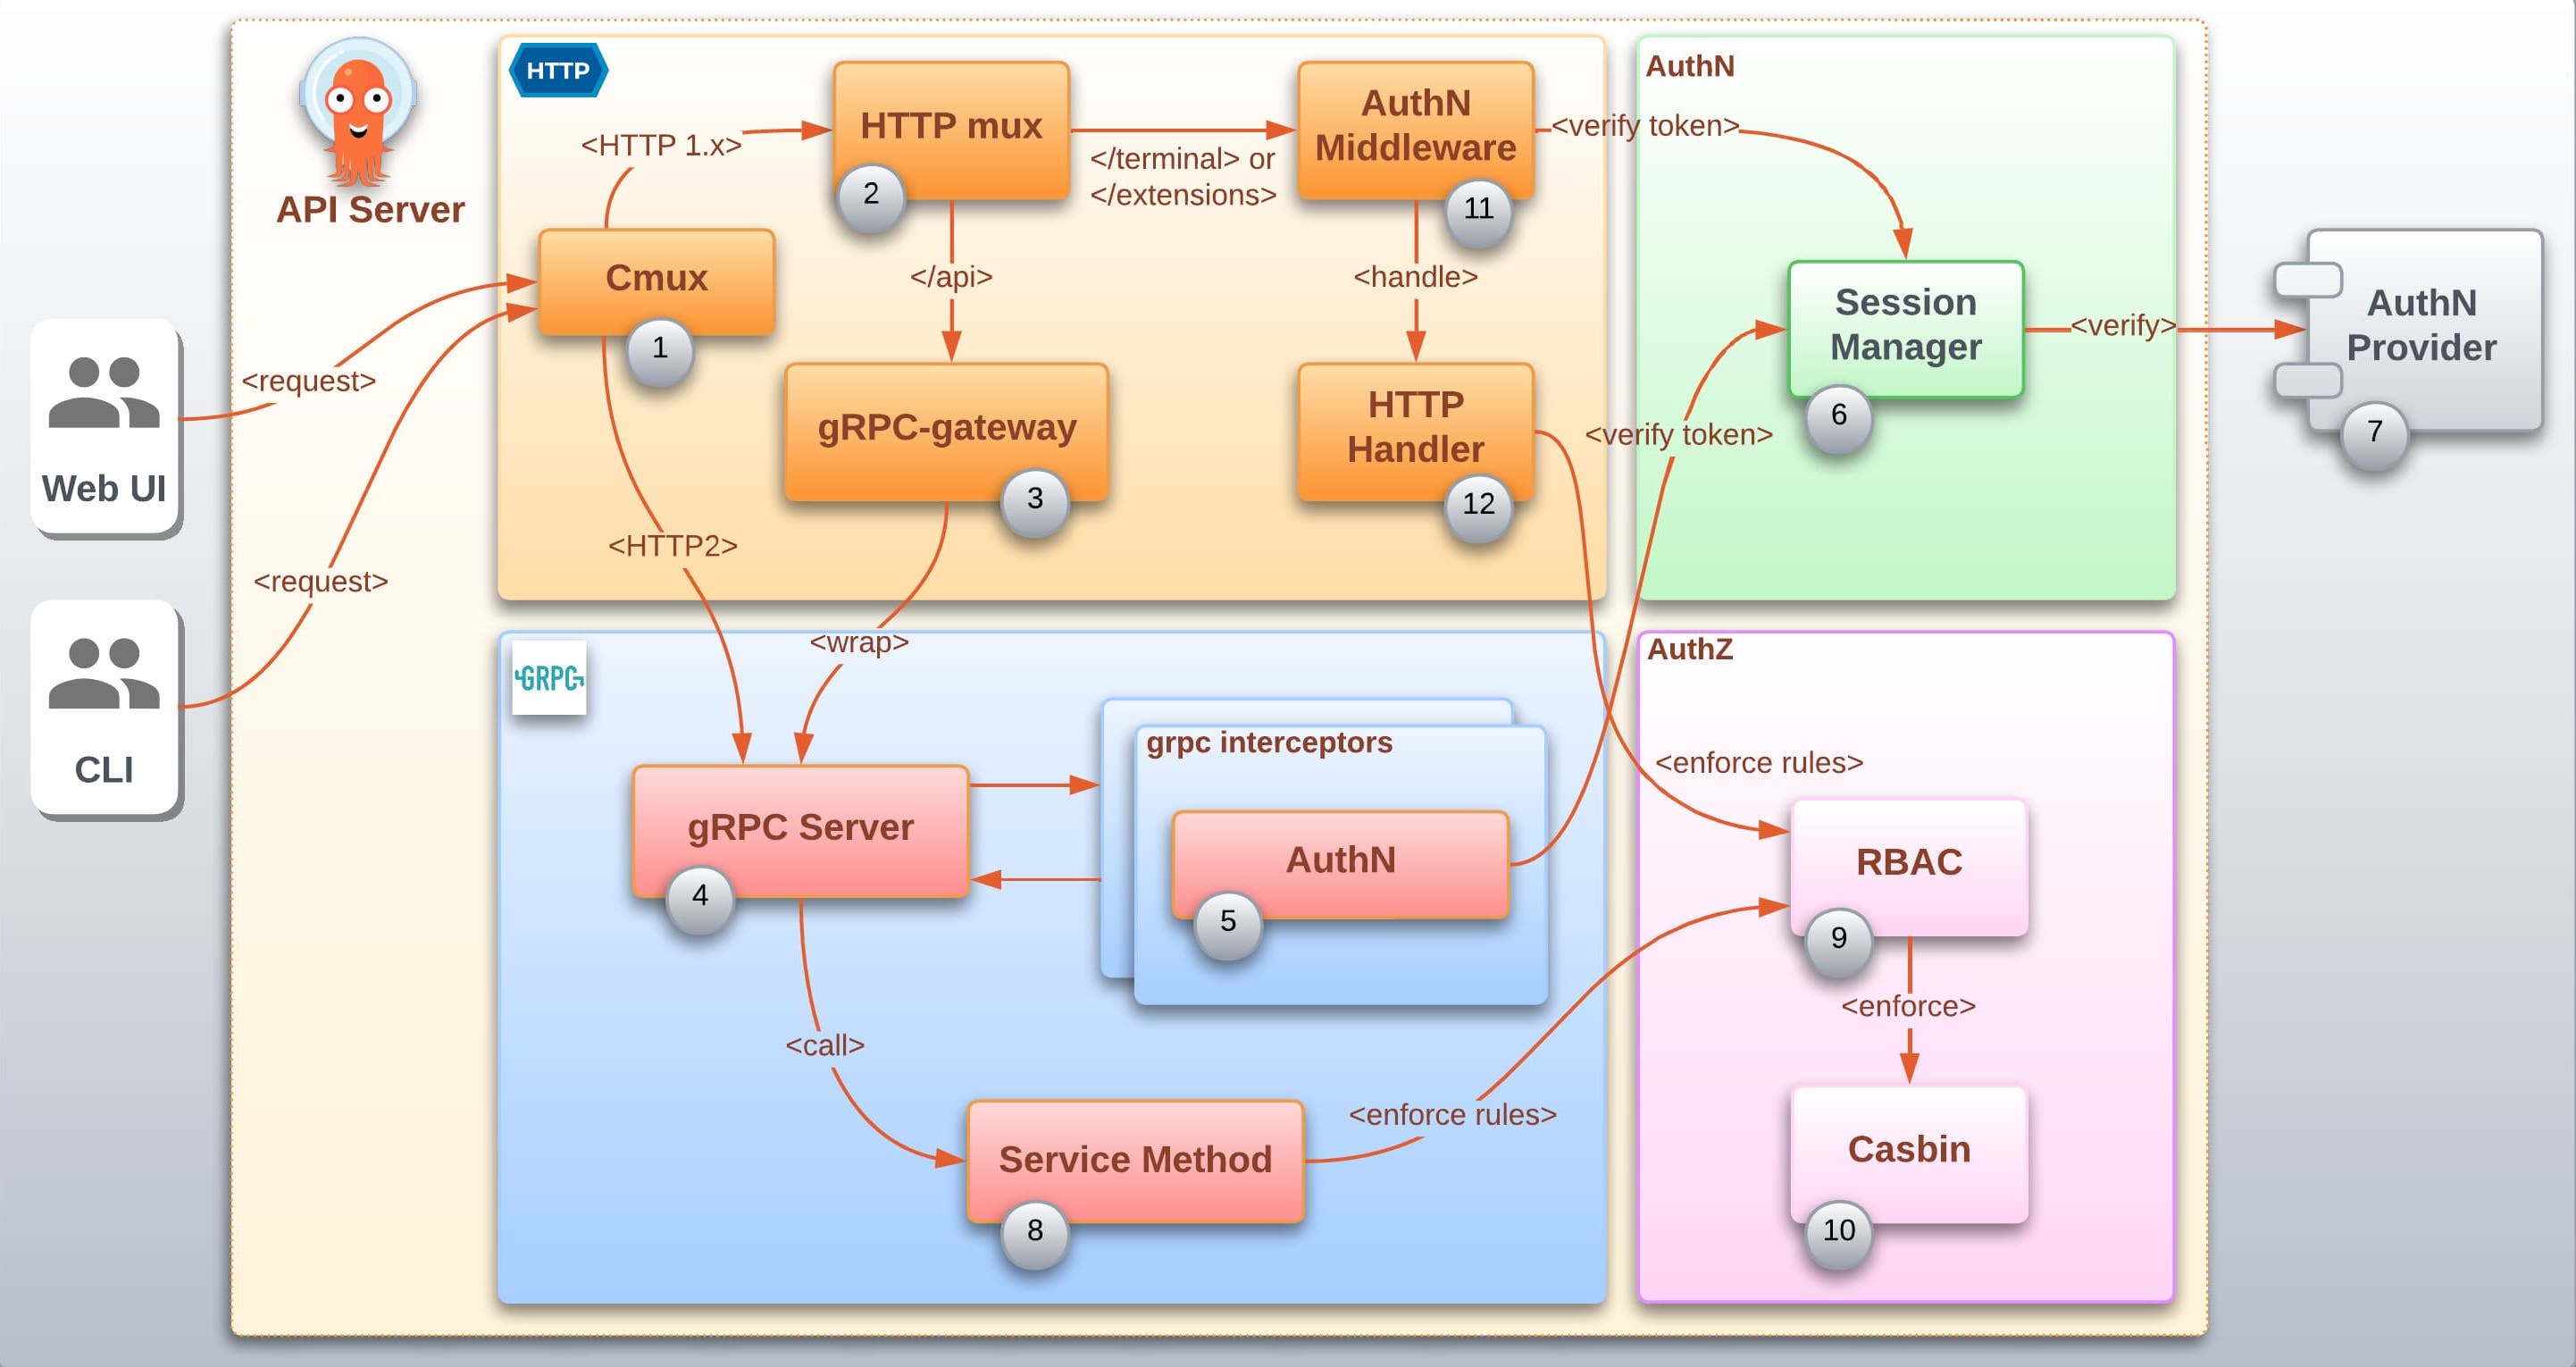 API Server
HTTP
<HTTP 1.x>
HTTP mux
2
</terminal> or
</extensions>
AuthN
Middleware
11
<verify token>
AuthN
Cmux
1
</api>
<handle>
Session
Manager
6
<verify>
AuthN
Provider
7
Web UI
<request>
gRPC-gateway
3
HTTP
Handler
12
<verify token>
<HTTP2>
<request>
CLI
<wrap>
GRPC
grpc interceptors
gRPC Server
4
AuthN
5
AuthZ
<enforce rules>
RBAC
9
<call>
<enforce>
Service Method
8
<enforce rules>
Casbin
10